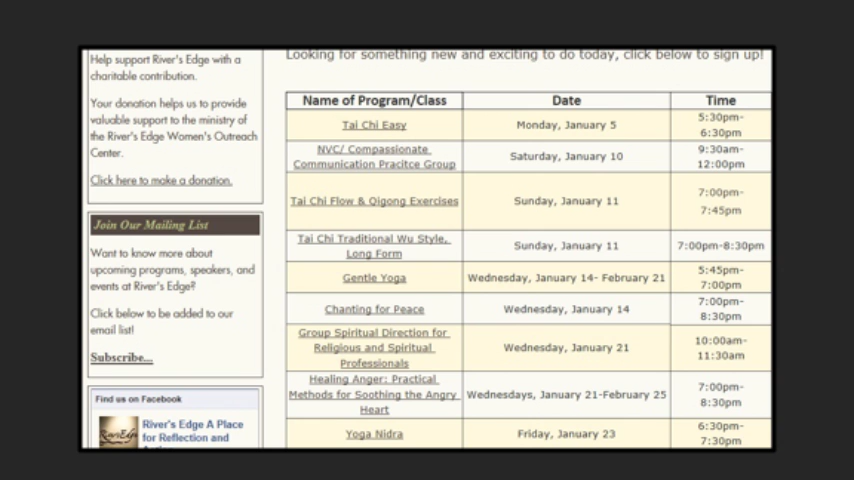 Help support River's Edge with a
charitable contribution.
Your donation helps us to provide
valuable support to the ministry of
the River's Edge Women's Outreach
Center.
Click here to make a donation.
Join Our Mailing List
Want to know more about
upcoming programs, speakers, and
events at River's Edge?
Click below to be added to our
email list!
Subscribe...
Find us on Facebook
RiversEdge
River's Edge A Place
for Reflection and
Looking for something new and exciting to do today, click below to sign up!
Name of Program/Class Date Time
Tai Chi Easy Monday, January 5 5:30pm-
6:30pm
NVC/ Compassionate
Communication Pracitce Group Saturday, January 10 9:30am-
12:00pm
Tai Chi Flow & Qigong Exercises Sunday, January 11 7:00pm-
7:45pm
Tai Chi Traditional Wu Style,
Long Form Sunday, January 11 7:00pm-8:30pm
Gentle Yoga Wednesday, January 14- February 21 5:45pm-
7:00pm
Chanting for Peace Wednesday, January 14 7:00pm-
8:30pm
Group Spiritual Direction for
Religious and Spiritual
Professionals Wednesday, January 21 10:00am-
11:30am
Healing Anger: Practical
Methods for Soothing the Angry
Heart Wednesdays, January 21-February 25 7:00pm-
8:30pm
Yoga Nidra Friday, January 23 6:30pm-
7:30pm